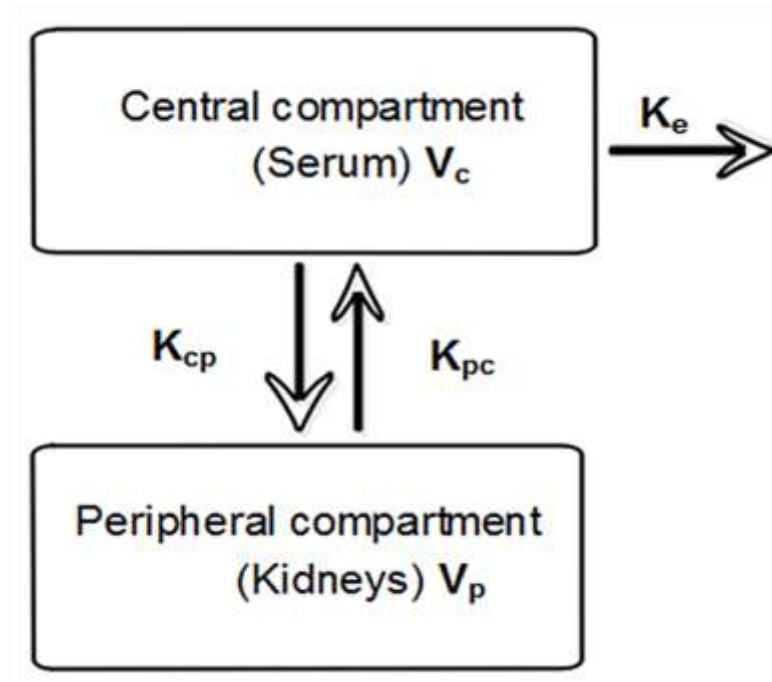 Central compartment
(Serum) Vc
Ke
Kcp
Kpc
Peripheral compartment
(Kidneys) Vp